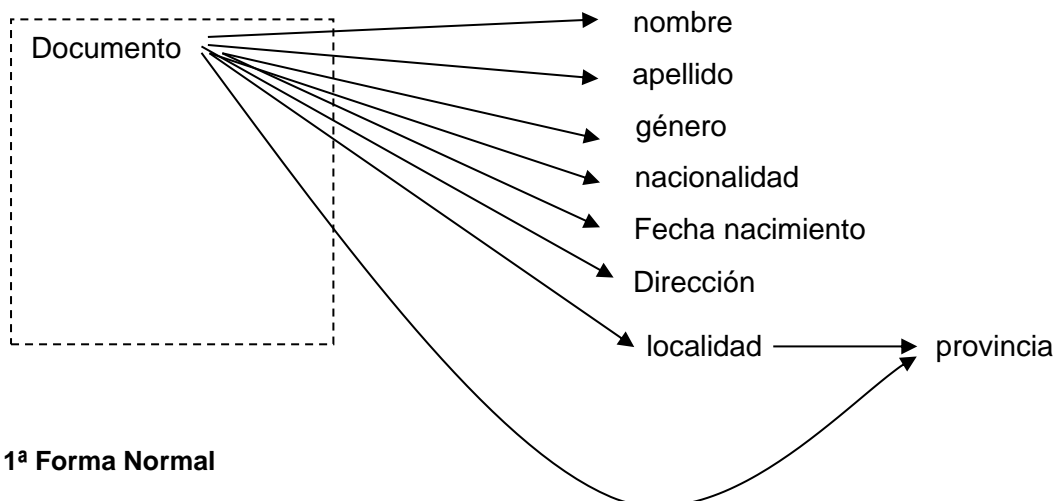 nombre
Documento
apellido
género
nacionalidad
Fecha nacimiento
Dirección
localidad provincia
1ª Forma Normal